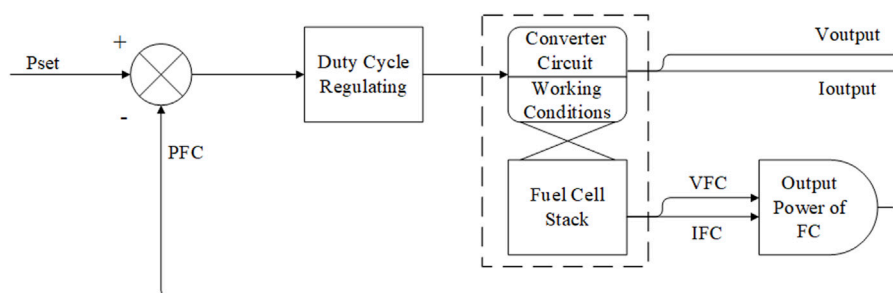 Pset
+
-
PFC
Duty Cycle
Regulating
Converter
Circuit
Working
Conditions
Fuel Cell
Stack
Voutput
Ioutput
VFC
IFC
Output
Power of
FC